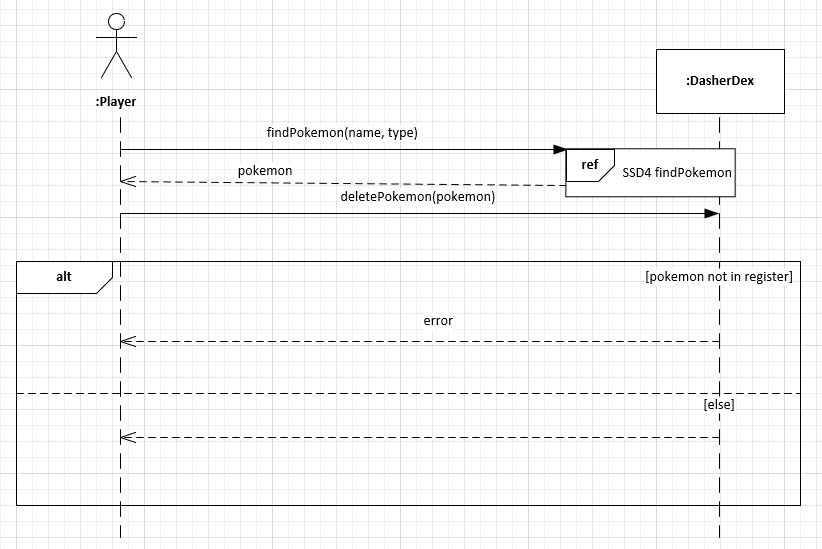 :Player
:DasherDex
findPokemon(name, type)
ref
SSD4 findPokemon
pokemon
deletePokemon(pokemon)
alt
[pokemon not in register]
error
[else]